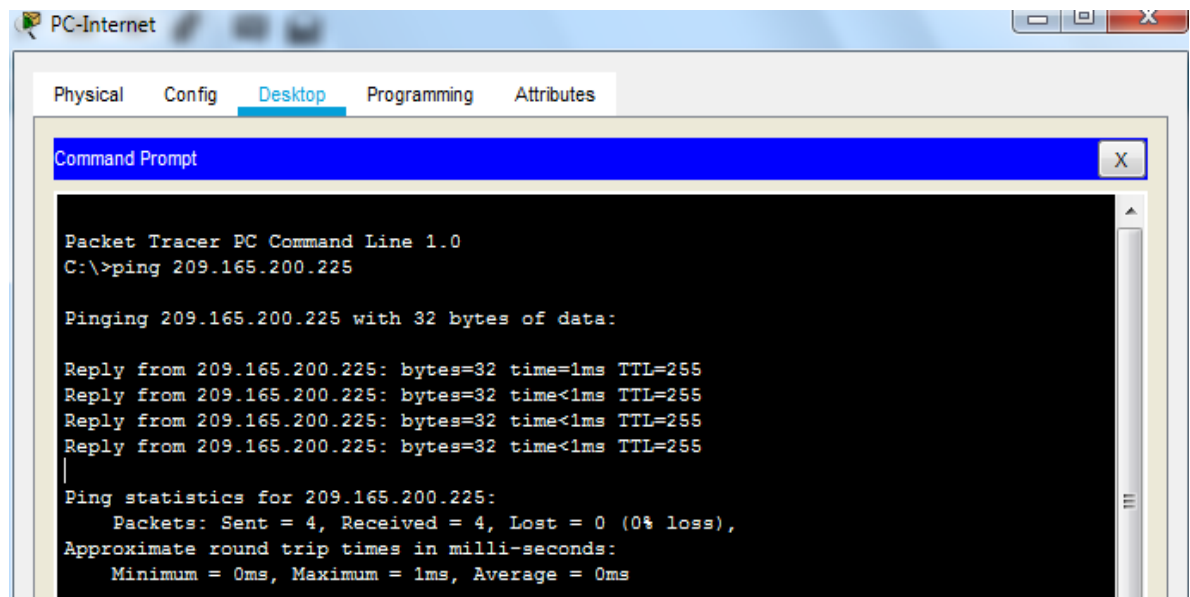 PC-Internet
Physical Config Desktop Programming Attributes
Command Prompt X
Packet Tracer PC Command Line 1.0
C:\>ping 209.165.200.225
Pinging 209.165.200.225 with 32 bytes of data:
Reply from 209.165.200.225: bytes=32 time=1ms TTL=255
Reply from 209.165.200.225: bytes=32 time<1ms TTL=255
Reply from 209.165.200.225: bytes=32 time<1ms TTL=255
Reply from 209.165.200.225: bytes=32 time<1ms TTL=255
Ping statistics for 209.165.200.225:
    Packets: Sent = 4, Received = 4, Lost = 0 (0% loss),
Approximate round trip times in milli-seconds:
    Minimum = 0ms, Maximum = 1ms, Average = 0ms